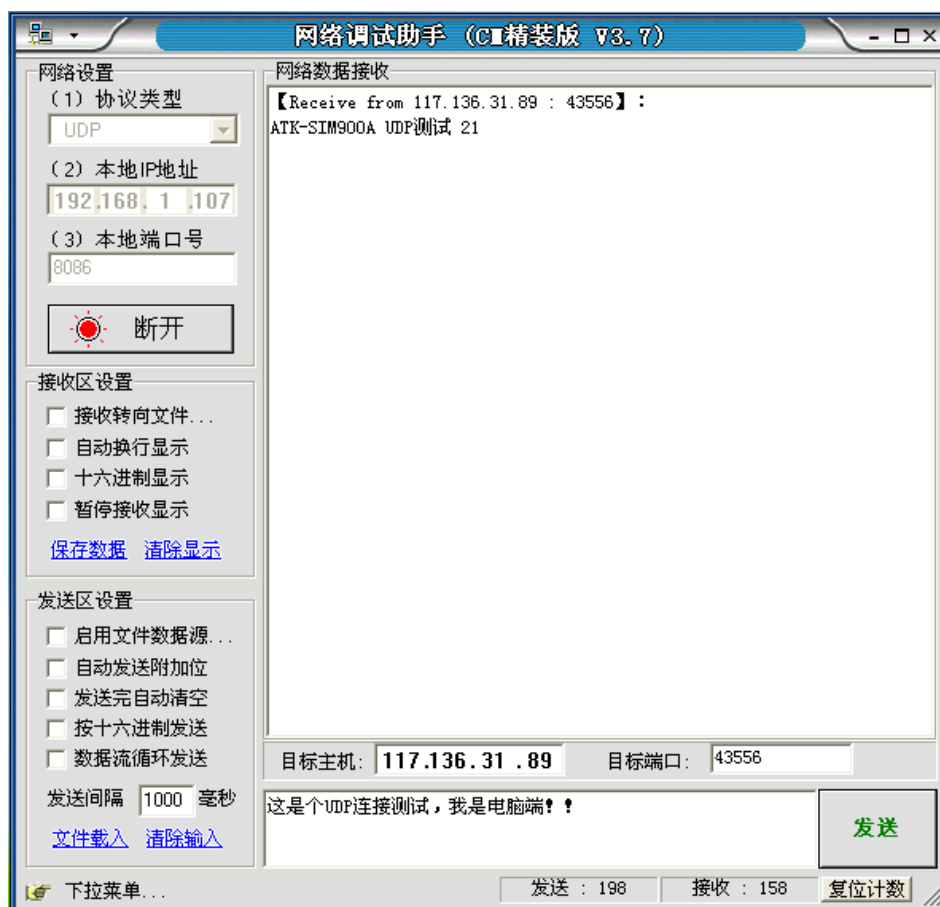 网络调试助手 (CⅢ精装版 V3.7)
网络设置
(1) 协议类型
UDP
(2) 本地IP地址
192.168. 1 .107
(3) 本地端口号
8086
断开
接收区设置
接收转向文件...
自动换行显示
十六进制显示
暂停接收显示
保存数据 清除显示
发送区设置
启用文件数据源...
自动发送附加位
发送完自动清空
按十六进制发送
数据流循环发送
发送间隔 1000 毫秒
文件载入 清除输入
网络数据接收
【Receive from 117.136.31.89 : 43556】:
ATK-SIM900A UDP测试 21
目标主机: 117.136.31 .89 目标端口: 43556
这是个UDP连接测试，我是电脑端！！
发送
下拉菜单... 发送 : 198 接收 : 158 复位计数